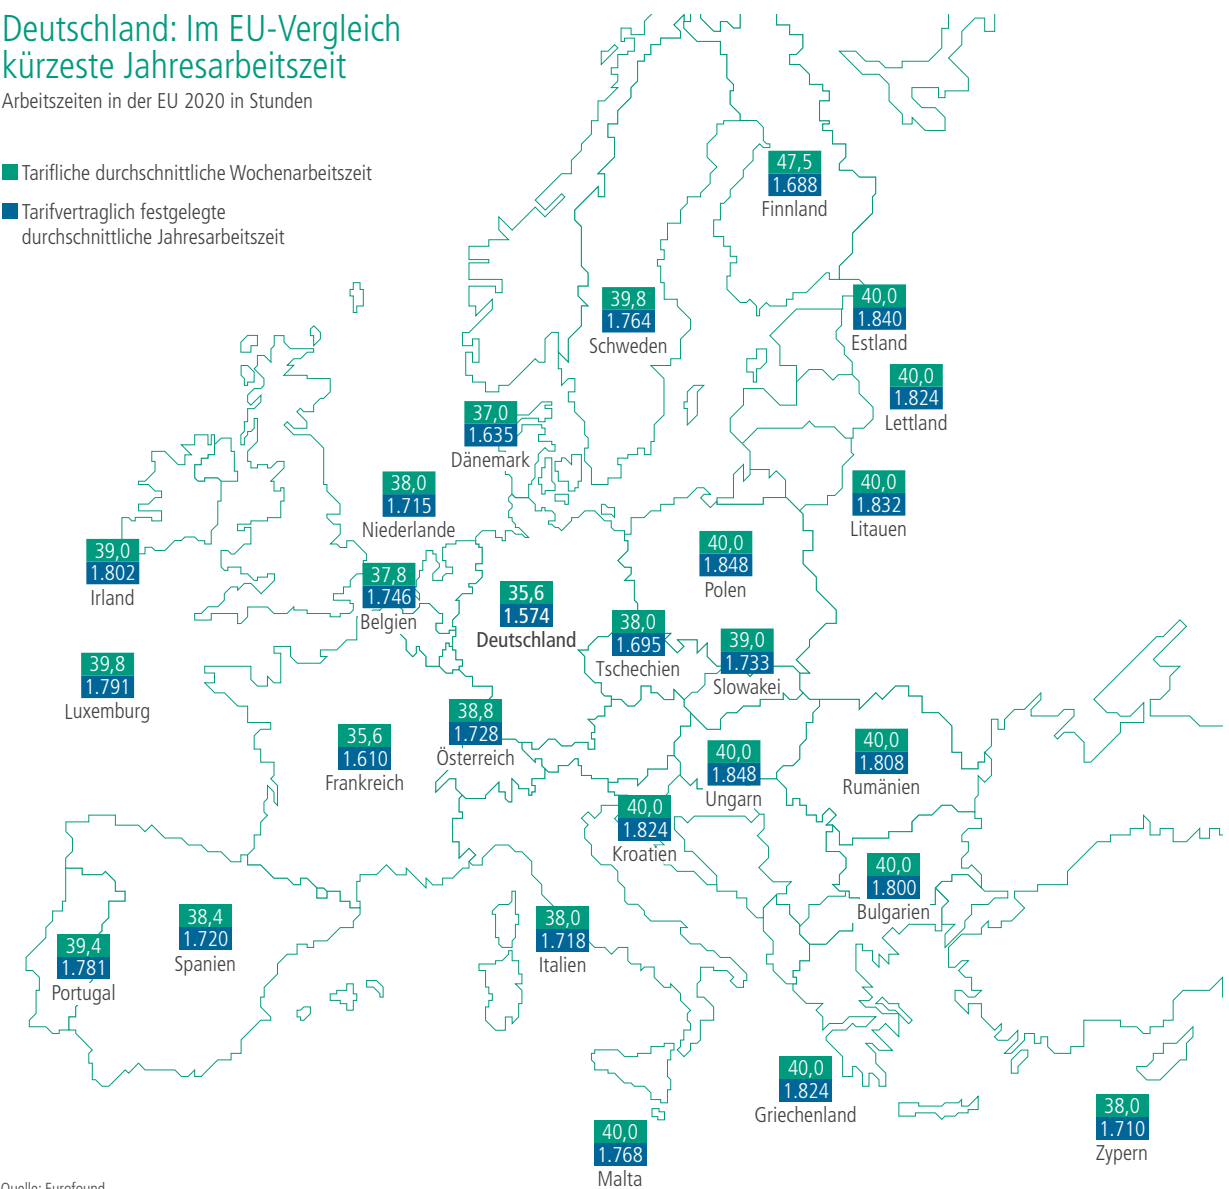 Deutschland: Im EU-Vergleich
kürzeste Jahresarbeitszeit
Arbeitszeiten in der EU 2020 in Stunden
Tarifliche durchschnittliche Wochenarbeitszeit
Tarifvertraglich festgelegte
durchschnittliche Jahresarbeitszeit
47,5
1.688
Finnland
39,8
1.764
Schweden
40,0
1.840
Estland
40,0
1.824
Lettland
37,0
1.635
Dänemark
38,0
1.715
Niederlande
40,0
1.832
Litauen
39,0
1.802
Irland
40,0
1.848
Polen
37,8
1.746
Belgien
35,6
1.574
Deutschland
38,0
1.695
Tschechien
39,0
1.733
Slowakei
39,8
1.791
Luxemburg
38,8
1.728
Österreich
35,6
1.610
Frankreich
40,0
1.848
Ungarn
40,0
1.808
Rumänien
40,0
1.824
Kroatien
40,0
1.800
Bulgarien
38,4
1.720
Spanien
38,0
1.718
Italien
39,4
1.781
Portugal
40,0
1.824
Griechenland
38,0
1.710
Zypern
40,0
1.768
Malta
Quelle: Eurofound